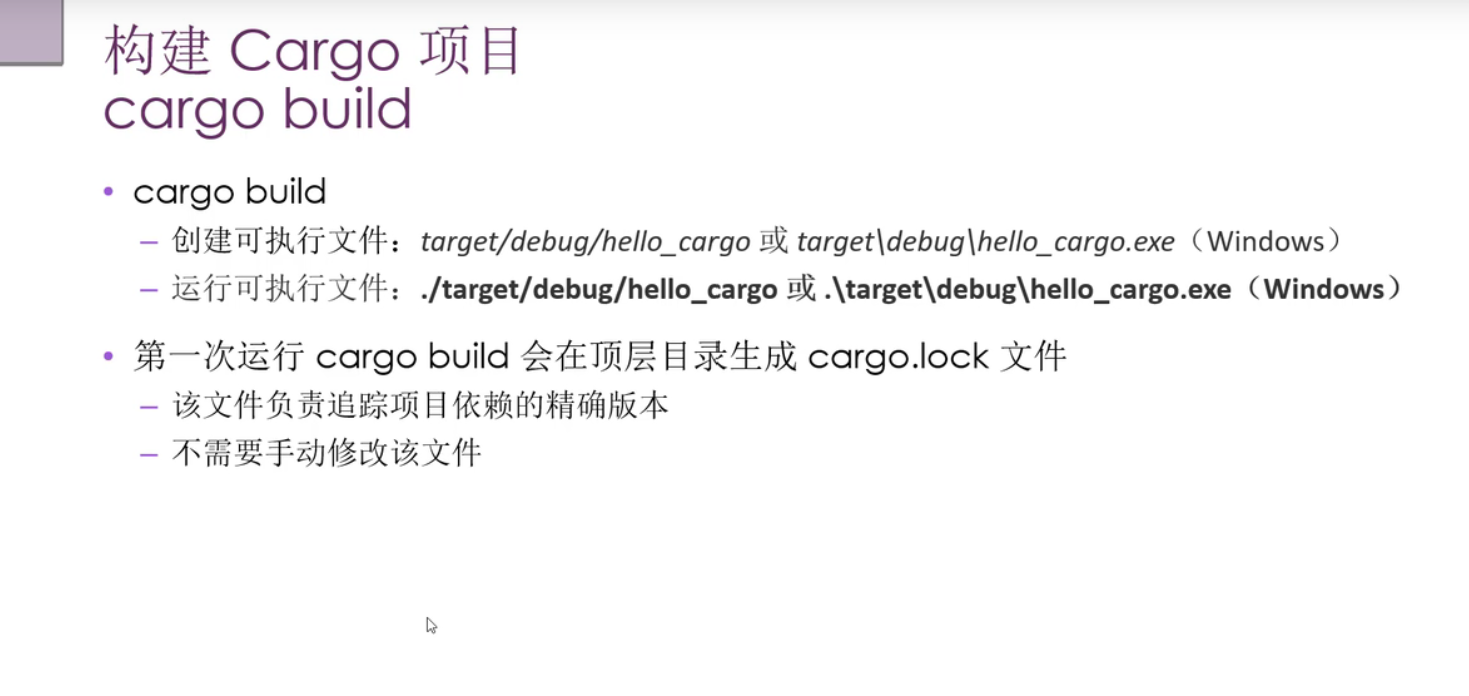 构建 Cargo 项目
cargo build
• cargo build
– 创建可执行文件：target/debug/hello_cargo 或 target\debug\hello_cargo.exe（Windows）
– 运行可执行文件：./target/debug/hello_cargo 或 .\target\debug\hello_cargo.exe（Windows）
• 第一次运行 cargo build 会在顶层目录生成 cargo.lock 文件
– 该文件负责追踪项目依赖的精确版本
– 不需要手动修改该文件